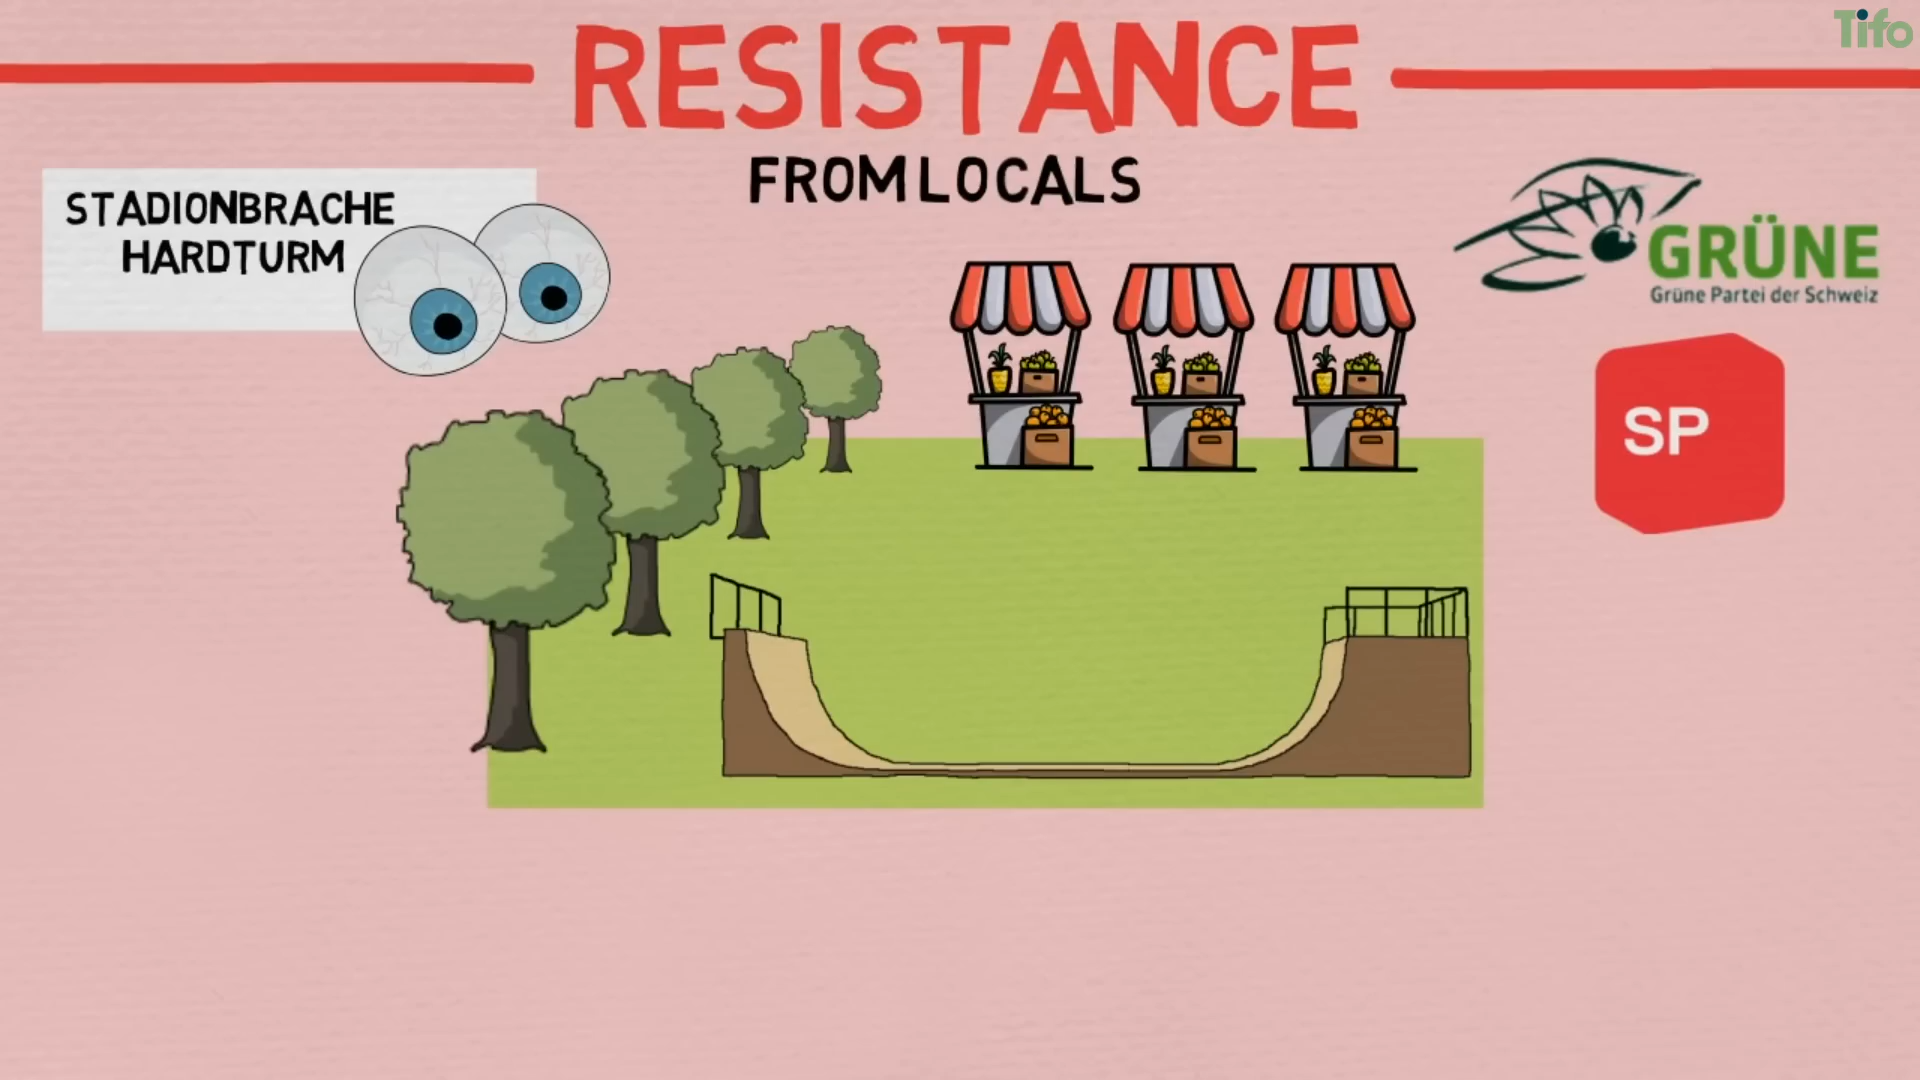 Tifo
RESISTANCE
FROM LOCALS
STADIONBRACHE
HARDTURM
GRÜNE
Grüne Partei der Schweiz
SP